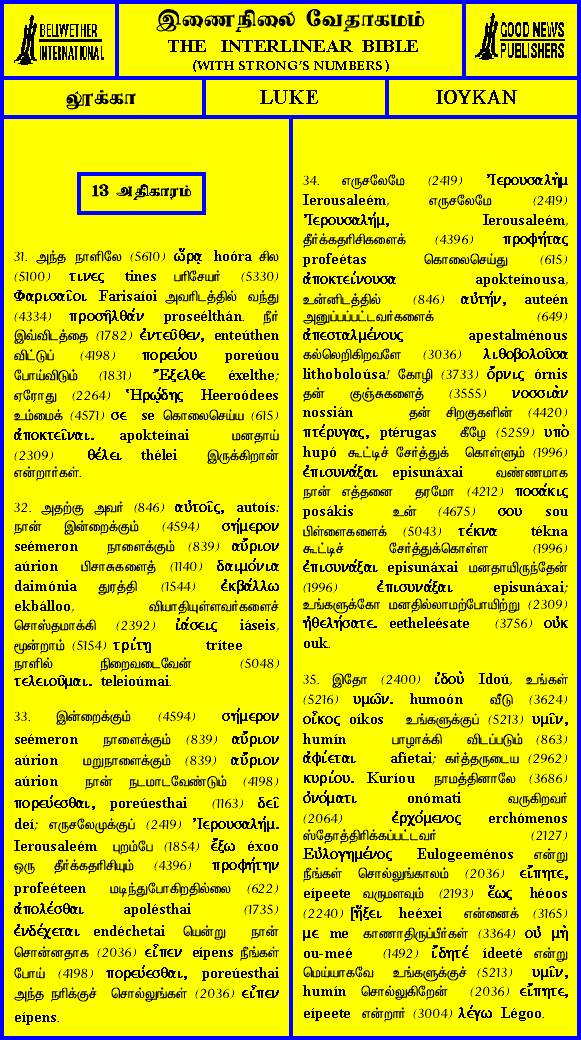 BELLWETHER
INTERNATIONAL
இணைநிலை வேதாகமம்
THE INTERLINEAR BIBLE
(WITH STRONG'S NUMBERS)
GOOD NEWS
PUBLISHERS
லூக்கா
LUKE
ΙΟΥΚΑΝ
13 அதிகாரம்
31. அந்த நாளிலே (5610) ὥρᾳ hoóra சில
(5100) τινες tines பரிசேயர் (5330)
Φαρισαῖοι Farisaíoi அவரிடத்தில் வந்து
(4334) προσῆλθάν proseélthán. நீர்
இவ்விடத்தை (1782) ἐντεῦθεν, enteúthen
விட்டுப் (4198) πορεύου poreúou
போய்விடும் (1831) Ἔξελθε éxelthe;
ஏரோது (2264) Ἡρῴδης Heeroódees
உம்மைக் (4571) σε se கொலைசெய்ய (615)
ἀποκτεῖναι. apokteínai மனதாய்
(2309) θέλει thélei இருக்கிறான்
என்றார்கள்.
32. அதற்கு அவர் (846) αὐτοῖς, autoís:
நான் இன்றைக்கும் (4594) σήμερον
seémeron நாளைக்கும் (839) αὔριον
aúrion பிசாசுகளைத் (1140) δαιμόνια
daimónia துரத்தி (1544) ἐκβάλλω
ekbálloo, வியாதியுள்ளவர்களைச்
சொஸ்தமாக்கி (2392) ἰάσεις iáseis,
மூன்றாம் (5154) τρίτῃ trítee
நாளில் நிறைவடைவேன் (5048)
τελειοῦμαι. teleioúmai.
33. இன்றைக்கும் (4594) σήμερον
seémeron நாளைக்கும் (839) αὔριον
aúrion மறுநாளைக்கும் (839) αὔριον
aúrion நான் நடமாடவேண்டும் (4198)
πορεύεσθαι, poreúesthai (1163) δεῖ
deí; எருசலேமுக்குப் (2419) Ἰερουσαλήμ.
Ierousaleém புறம்பே (1854) ἔξω éxoo
ஒரு தீர்க்கதரிசியும் (4396) προφήτην
profeéteen மடிந்துபோகிறதில்லை (622)
ἀπολέσθαι apolésthai (1735)
ἐνδέχεται endéchetai யென்று நான்
சொன்னதாக (2036) εἶπεν eípens நீங்கள்
போய் (4198) πορεύεσθαι, poreúesthai
அந்த நரிக்குச் சொல்லுங்கள் (2036) εἶπεν
eípens.
34. எருசலேமே (2419) Ἰερουσαλὴμ
Ierousaleém, எருசலேமே (2419)
Ἰερουσαλήμ, Ierousaleém,
தீர்க்கதரிசிகளைக் (4396) προφήτας
profeétas கொலைசெய்து (615)
ἀποκτείνουσα apokteínousa,
உன்னிடத்தில் (846) αὐτήν, auteén
அனுப்பப்பட்டவர்களைக் (649)
ἀπεσταλμένους apestalménous
கல்லெறிகிறவளே (3036) λιθοβολοῦσα
lithoboloúsa! கோழி (3733) ὄρνις órnis
தன் குஞ்சுகளைத் (3555) νοσσιὰν
nossián தன் சிறகுகளின் (4420)
πτέρυγας, ptérugas கீழே (5259) υπὸ
hupó கூட்டிச் சேர்த்துக் கொள்ளும் (1996)
ἐπισυνάξαι episunáxai வண்ணமாக
நான் எத்தனை தரமோ (4212) ποσάκις
posákis உன் (4675) σου sou
பிள்ளைகளைக் (5043) τέκνα tékna
கூட்டிச் சேர்த்துக்கொள்ள (1996)
ἐπισυνάξαι episunáxai மனதாயிருந்தேன்
(1996) ἐπισυνάξαι episunáxai;
உங்களுக்கோ மனதில்லாமற்போயிற்று (2309)
ἠθελήσατε. eetheleésate (3756) οὐκ
ouk.
35. இதோ (2400) ἰδοὺ Idoú, உங்கள்
(5216) υμῶν. humoón வீடு (3624)
οἶκος oíkos உங்களுக்குப் (5213) υμῖν,
humín பாழாக்கி விடப்படும் (863)
ἀφίεται afietai; கர்த்தருடைய (2962)
κυρίου. Kuríou நாமத்தினாலே (3686)
ὀνόματι onómati வருகிறவர்
(2064) ἐρχόμενος erchómenos
ஸ்தோத்திரிக்கப்பட்டவர் (2127)
Εὐλογημένος Eulogeeménos என்று
நீங்கள் சொல்லுங்காலம் (2036) εἴπητε,
eípeete வருமளவும் (2193) ἕως héoos
(2240) [ἥξει heéxei என்னைக் (3165)
με me காணாதிருப்பீர்கள் (3364) οὐ μὴ
ou-meé (1492) ἴδητέ ídeeté என்று
மெய்யாகவே உங்களுக்குச் (5213) υμῖν,
humín சொல்லுகிறேன் (2036) εἴπητε,
eípeete என்றார் (3004) λέγω Légoo.